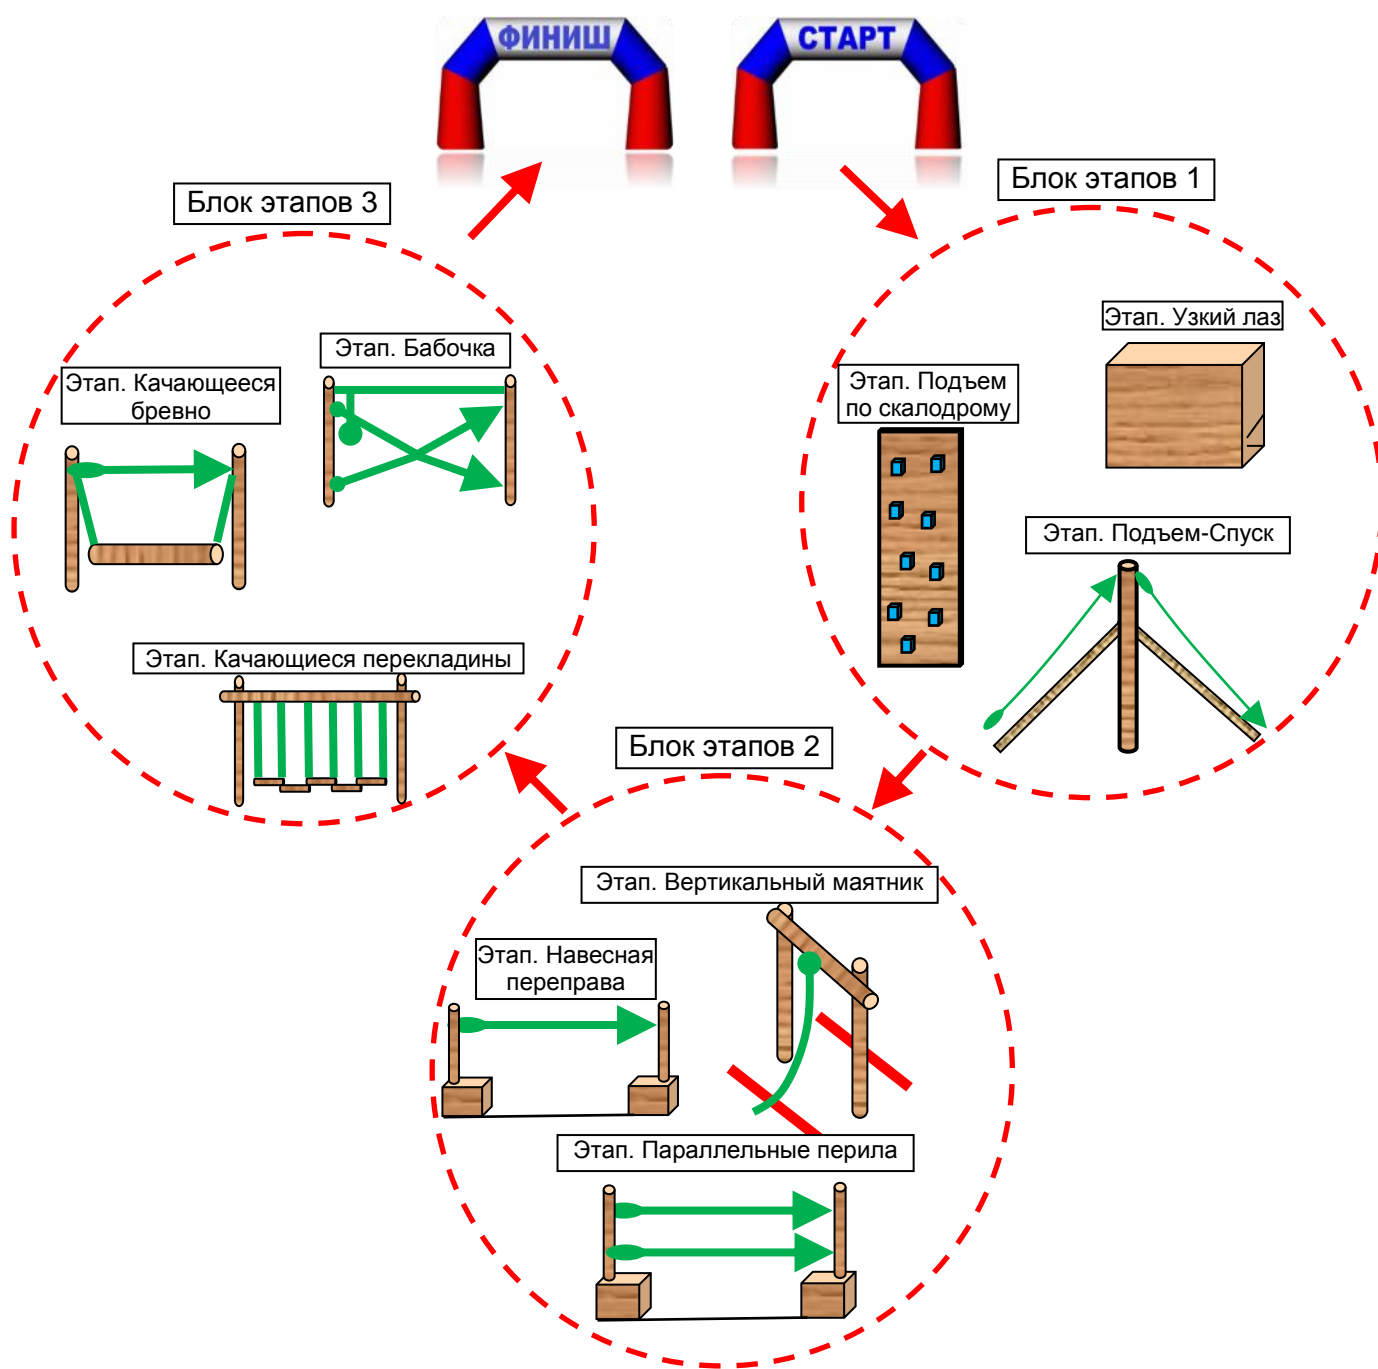 ФИНИШ
СТАРТ
Блок этапов 1
Этап. Узкий лаз
Этап. Подъем
по скалодрому
Этап. Подъем-Спуск
Блок этапов 2
Этап. Вертикальный маятник
Этап. Навесная
переправа
Этап. Параллельные перила
Блок этапов 3
Этап. Бабочка
Этап. Качающееся
бревно
Этап. Качающиеся перекладины